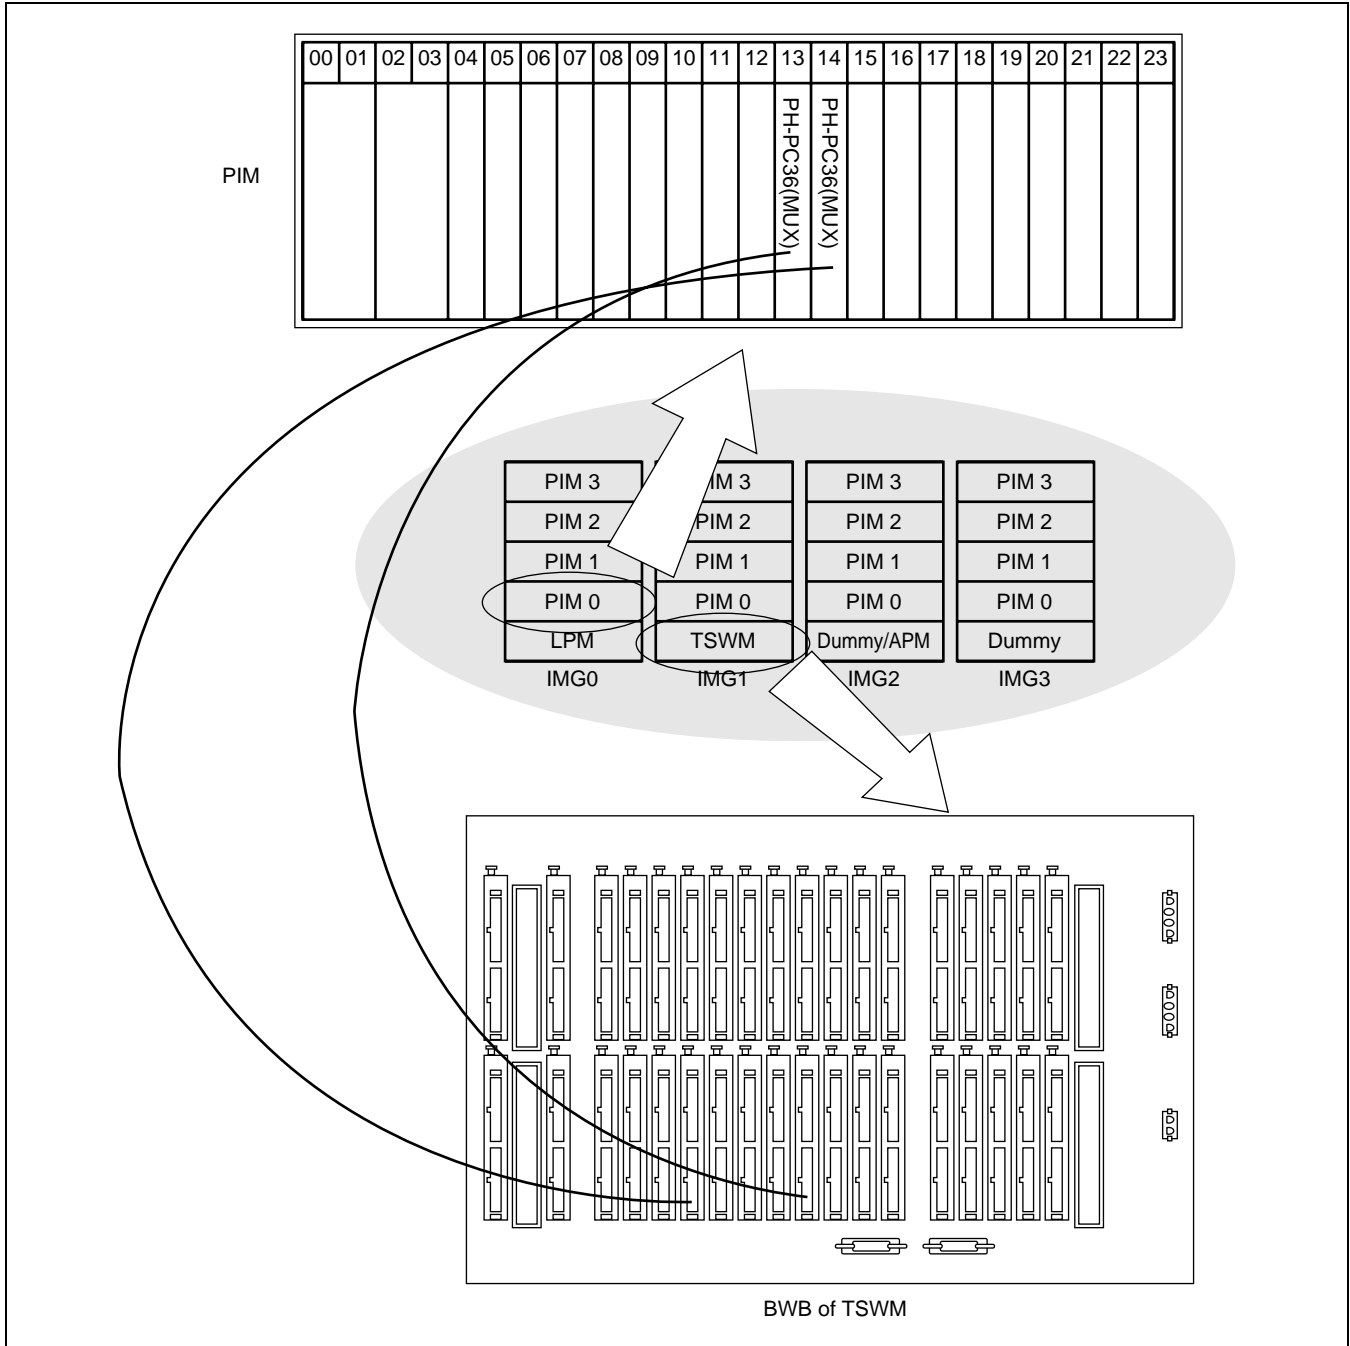 00 01 02 03 04 05 06 07 08 09 10 11 12 13 14 15 16 17 18 19 20 21 22 23
PH-PC36(MUX)
PH-PC36(MUX)
PIM
PIM 3 IM 3 PIM 3 PIM 3
PIM 2 PIM 2 PIM 2 PIM 2
PIM 1 PIM 1 PIM 1 PIM 1
PIM 0 PIM 0 PIM 0 PIM 0
LPM TSWM Dummy/APM Dummy
IMG0 IMG1 IMG2 IMG3
BWB of TSWM